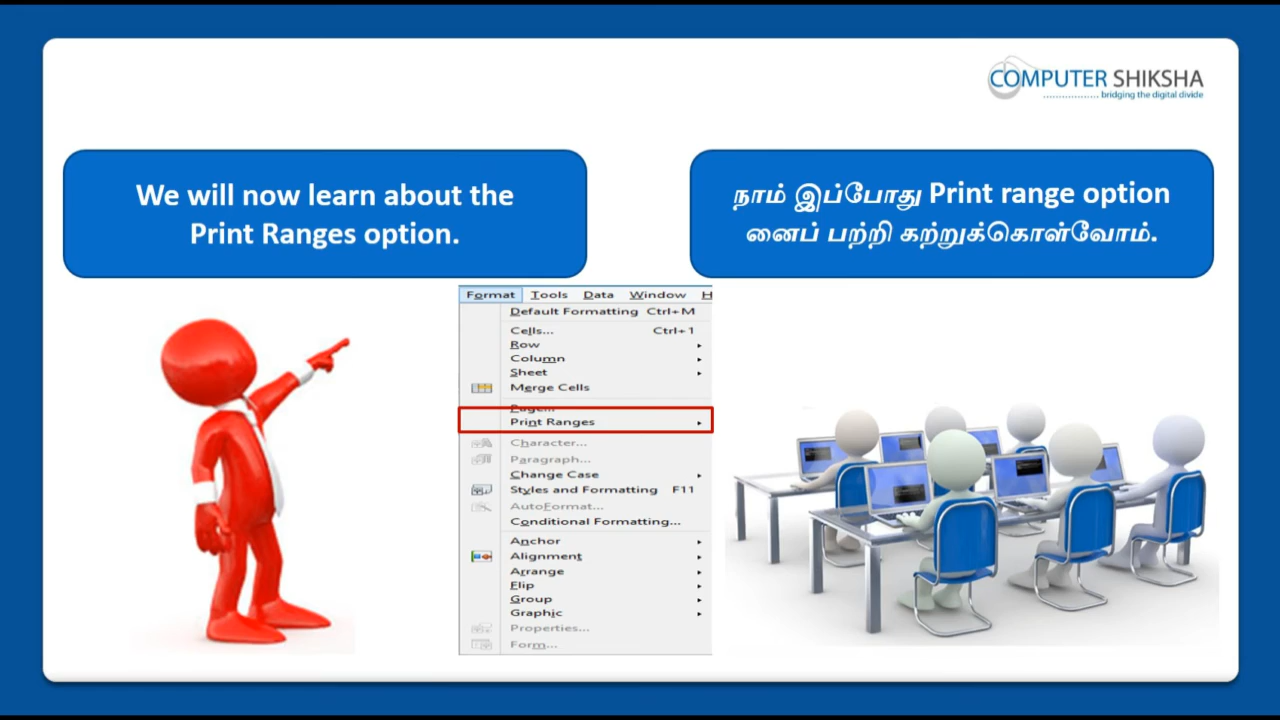 COMPUTER SHIKSHA
bridging the digital divide
We will now learn about the
Print Ranges option.
நாம் இப்போது Print range option
னைப் பற்றி கற்றுக்கொள்வோம்.
Format Tools Data Window H
Default Formatting Ctrl+M
Cells... Ctrl+1
Row
Column
Sheet
Merge Cells
Page...
Print Ranges
Character...
Paragraph...
Change Case
Styles and Formatting F11
AutoFormat...
Conditional Formatting...
Anchor
Alignment
Arrange
Flip
Group
Graphic
Properties...
Form...